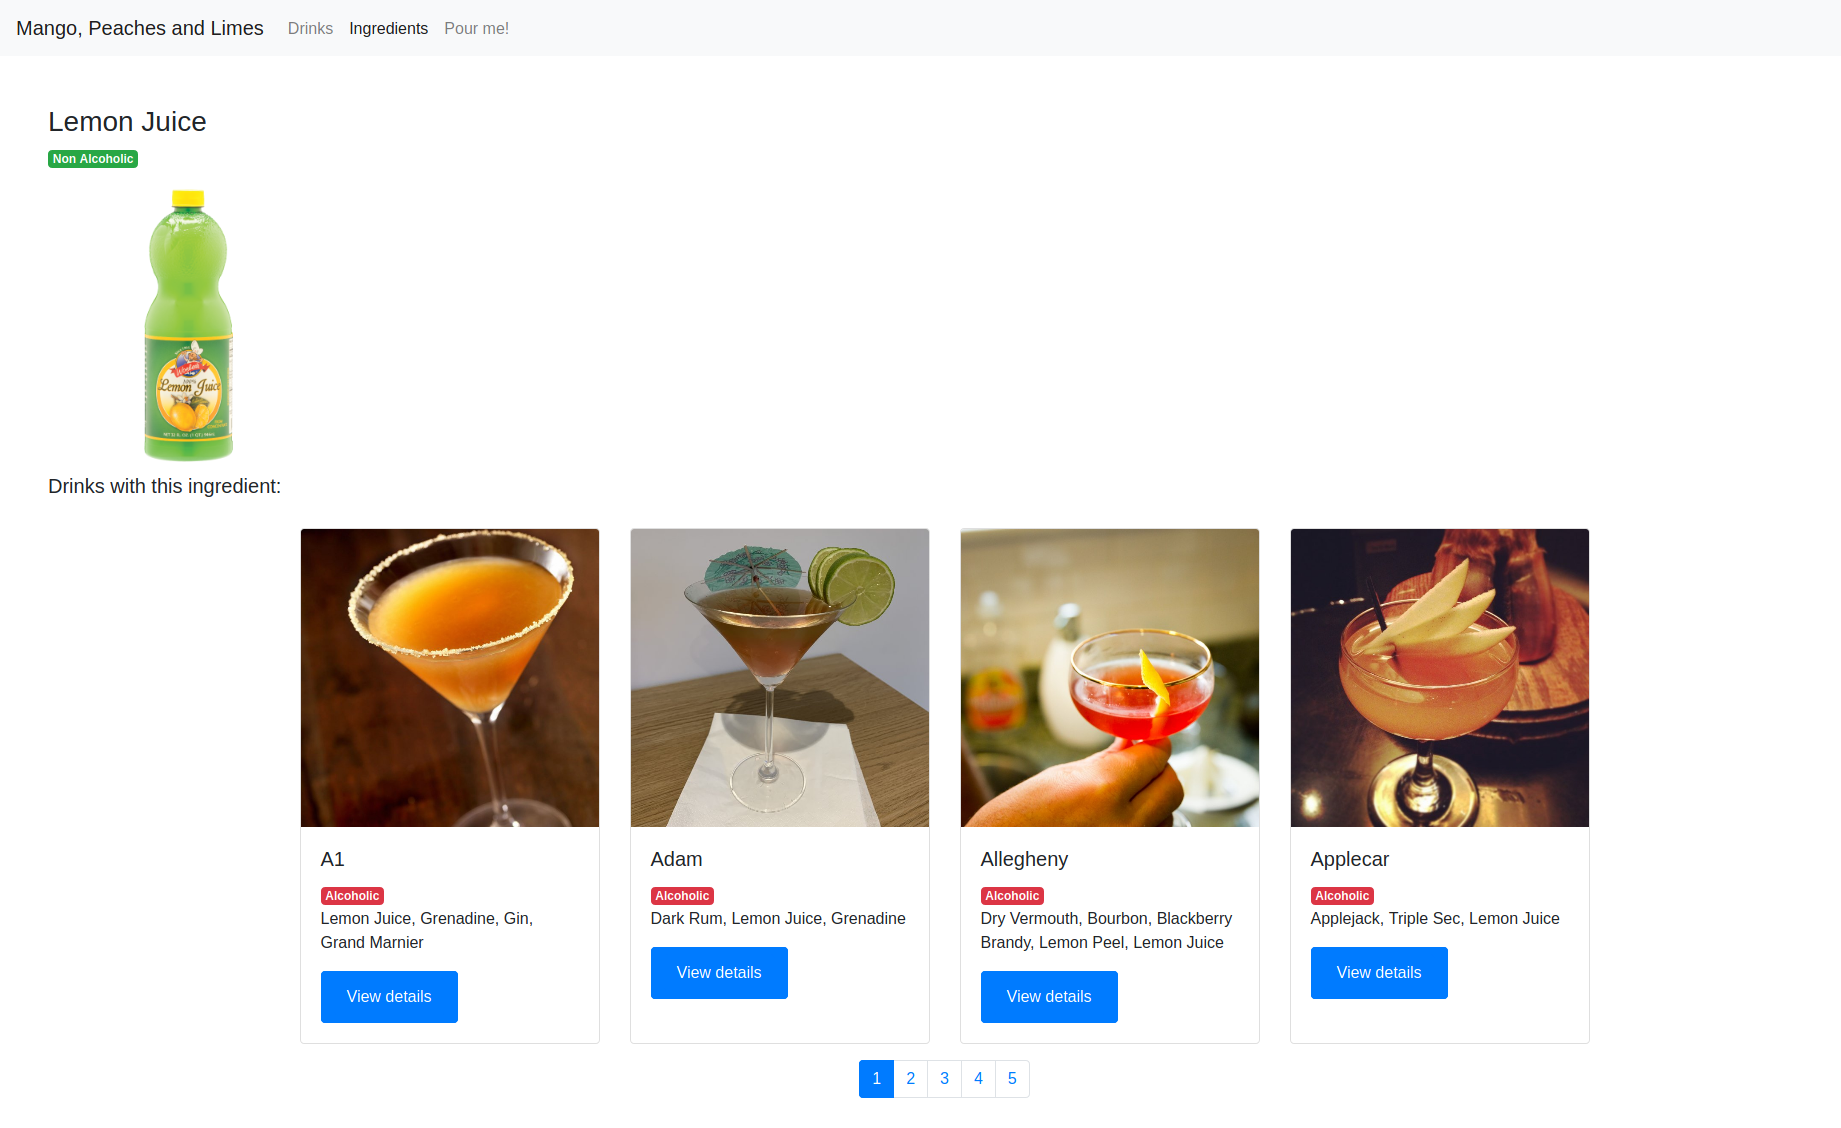 Mango, Peaches and Limes Drinks Ingredients Pour me!
Lemon Juice
Non Alcoholic
100%
Lemon Juice
Drinks with this ingredient:
A1
Alcoholic
Lemon Juice, Grenadine, Gin,
Grand Marnier
View details
Adam
Alcoholic
Dark Rum, Lemon Juice, Grenadine
View details
Allegheny
Alcoholic
Dry Vermouth, Bourbon, Blackberry
Brandy, Lemon Peel, Lemon Juice
View details
Applecar
Alcoholic
Applejack, Triple Sec, Lemon Juice
View details
1 2 3 4 5